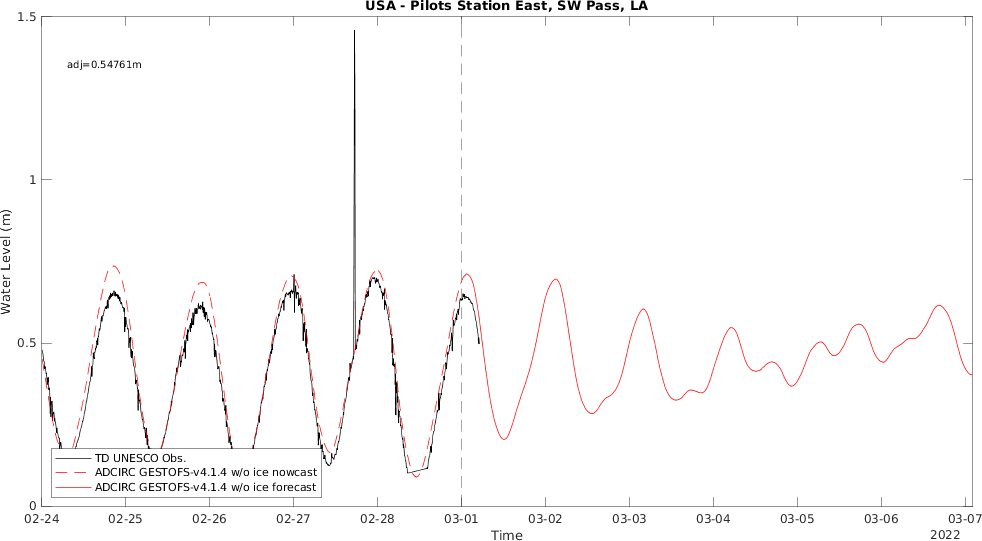 USA - Pilots Station East, SW Pass, LA
1.5
adj=0.54761m
1
Water Level (m)
0.5
TD UNESCO Obs.
ADCIRC GESTOFS-v4.1.4 w/o ice nowcast
ADCIRC GESTOFS-v4.1.4 w/o ice forecast
0
02-24 02-25 02-26 02-27 02-28 03-01 03-02 03-03 03-04 03-05 03-06 03-07
Time
2022